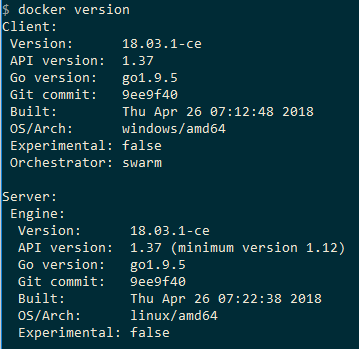 $ docker version
Client:
 Version:      18.03.1-ce
 API version:  1.37
 Go version:   go1.9.5
 Git commit:   9ee9f40
 Built:        Thu Apr 26 07:12:48 2018
 OS/Arch:      windows/amd64
 Experimental: false
 Orchestrator: swarm

Server:
 Engine:
  Version:      18.03.1-ce
  API version:  1.37 (minimum version 1.12)
  Go version:   go1.9.5
  Git commit:   9ee9f40
  Built:        Thu Apr 26 07:22:38 2018
  OS/Arch:      linux/amd64
  Experimental: false